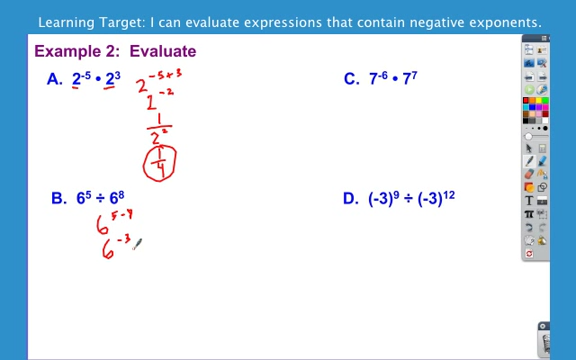 Learning Target: I can evaluate expressions that contain negative exponents.
Example 2: Evaluate
A. 2⁻⁵ • 2³
2⁻⁵⁺³
2⁻²
1/2²
1/4
B. 6⁵ ÷ 6⁸
6⁵⁻⁸
6⁻³
C. 7⁻⁶ • 7⁷
D. (-3)⁹ ÷ (-3)¹²